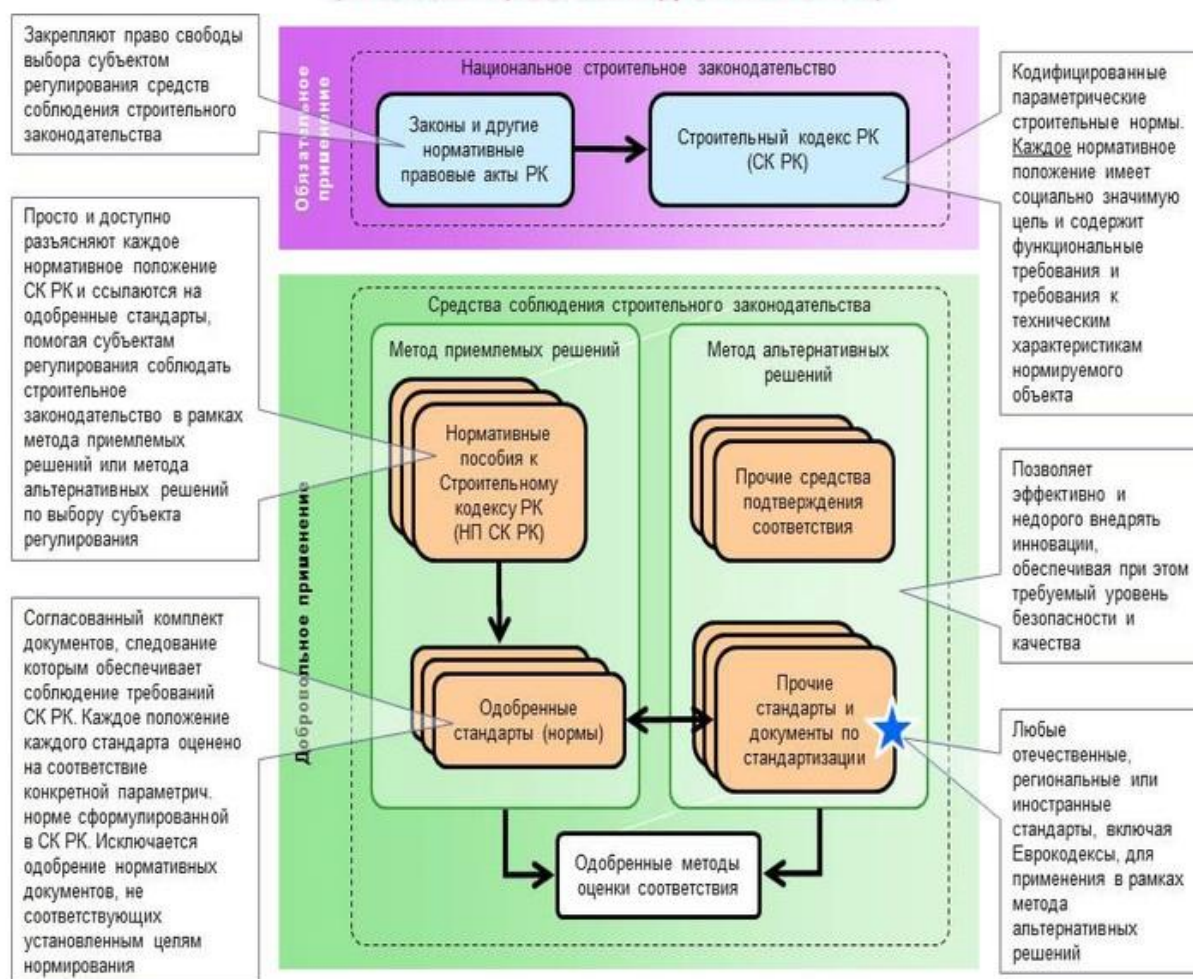 Закрепляют право свободы
выбора субъектом
регулирования средств
соблюдения строительного
законодательства
Обязательное
применение
Национальное строительное законодательство
Законы и другие
нормативные
правовые акты РК
Строительный кодекс РК
(СК РК)
Кодифицированные
параметрические
строительные нормы.
Каждое нормативное
положение имеет
социально значимую
цель и содержит
функциональные
требования и
требования к
техническим
характеристикам
нормируемого
объекта
Просто и доступно
разъясняют каждое
нормативное положение
СК РК и ссылаются на
одобренные стандарты,
помогая субъектам
регулирования соблюдать
строительное
законодательство в рамках
метода приемлемых
решений или метода
альтернативных решений
по выбору субъекта
регулирования
Добровольное применение
Средства соблюдения строительного законодательства
Метод приемлемых решений
Нормативные
пособия к
Строительному
кодексу РК
(НП СК РК)
Одобренные
стандарты (нормы)
Метод альтернативных
решений
Прочие средства
подтверждения
соответствия
Прочие
стандарты и
документы по
стандартизации
Одобренные методы
оценки соответствия
Позволяет
эффективно и
недорого внедрять
инновации,
обеспечивая при этом
требуемый уровень
безопасности и
качества
Согласованный комплект
документов, следование
которым обеспечивает
соблюдение требований
СК РК. Каждое положение
каждого стандарта оценено
на соответствие
конкретной параметрич.
норме сформулированной
в СК РК. Исключается
одобрение нормативных
документов, не
соответствующих
установленным целям
нормирования
Любые
отечественные,
региональные или
иностранные
стандарты, включая
Еврокодексы, для
применения в рамках
метода
альтернативных
решений